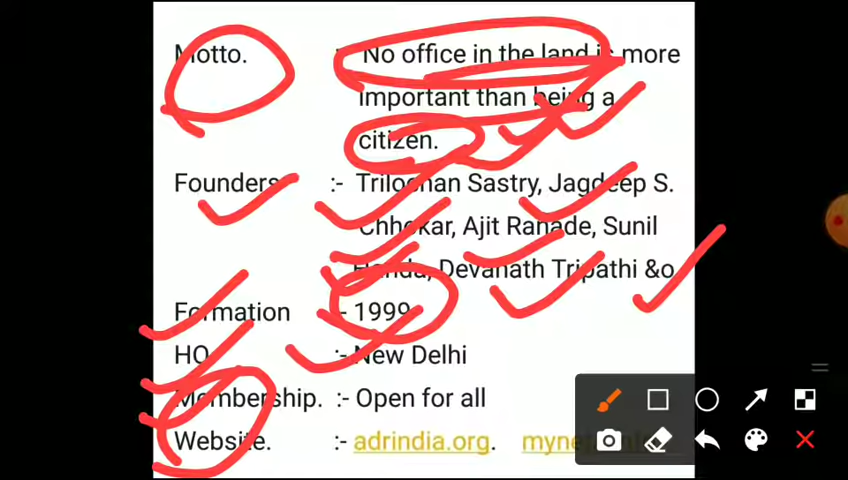 Motto. :- No office in the land is more
important than being a
citizen.
Founders :- Trilochan Sastry, Jagdeep S.
Chhokar, Ajit Ranade, Sunil
Handa, Devanath Tripathi &o
Formation :- 1999
HQ :- New Delhi
Membership. :- Open for all
Website. :- adrindia.org.